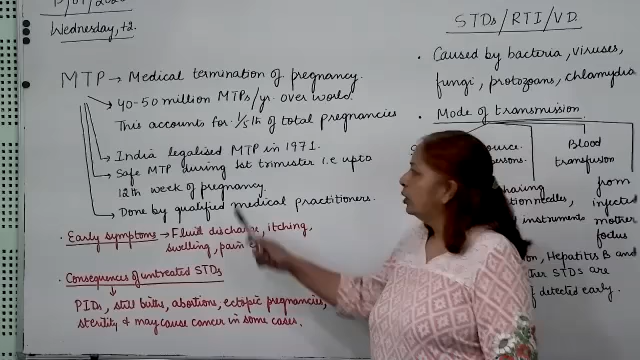 Wednesday, +2
MTP → Medical termination of pregnancy.
40-50 million MTPs/yr. over world.
This accounts for 1/5th of total pregnancies
India legalised MTP in 1971.
Safe MTP during 1st trimester i.e upto
12th week of pregnancy.
Done by qualified medical practitioners.
• Early symptoms → Fluid discharge, itching,
swelling, pain
• Consequences of untreated STDs
PIDs, still births, abortions, ectopic pregnancies,
sterility & may cause cancer in some cases.
STDs/RTI/VD.
• Caused by bacteria, viruses,
fungi, protozoans, chlamydia
• Mode of transmission
Blood
transfusion
persons.
needles,
instruments
from
infected
mother
Hepatitis B and
STDs are
detected early.